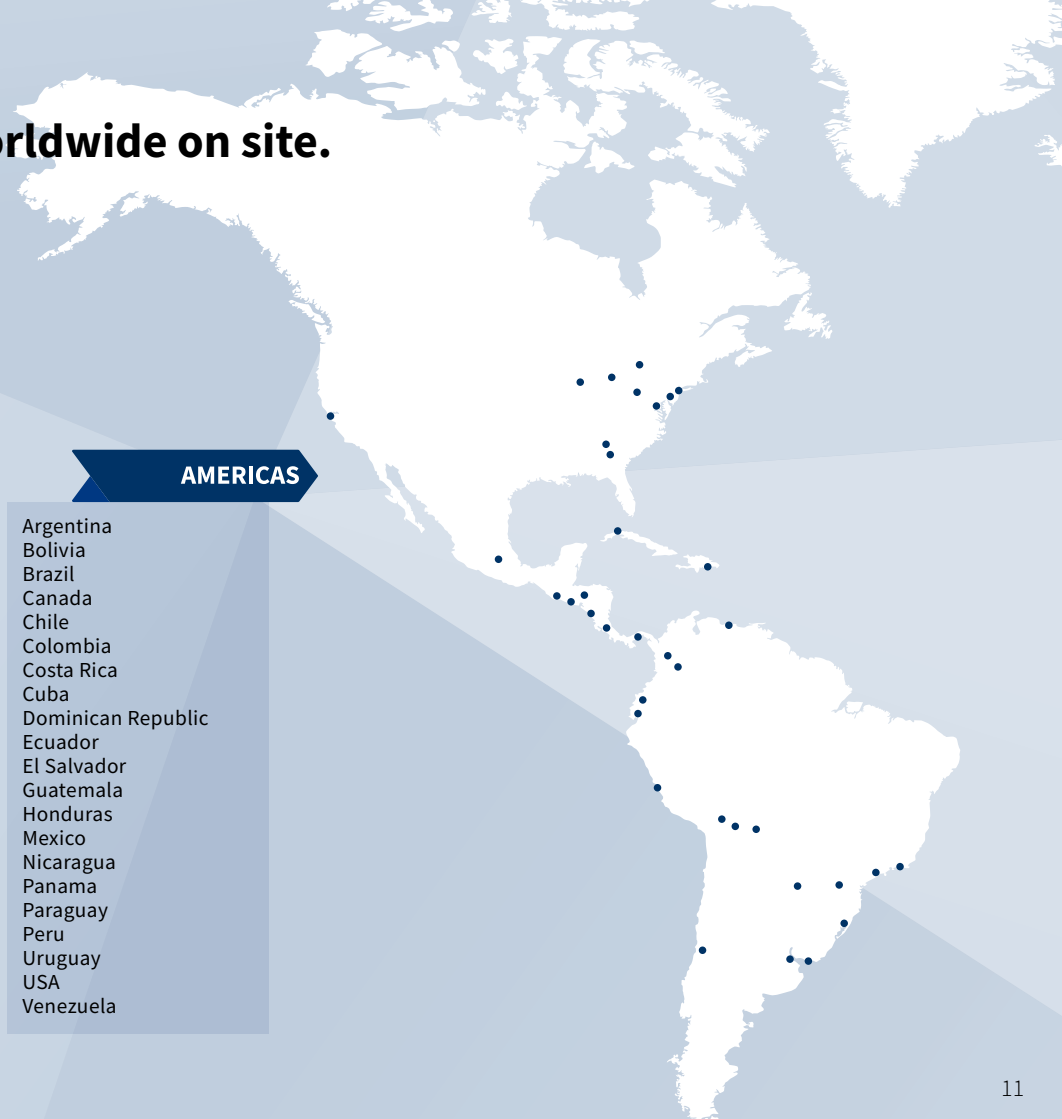 orldwide on site.
AMERICAS
Argentina
Bolivia
Brazil
Canada
Chile
Colombia
Costa Rica
Cuba
Dominican Republic
Ecuador
El Salvador
Guatemala
Honduras
Mexico
Nicaragua
Panama
Paraguay
Peru
Uruguay
USA
Venezuela
11